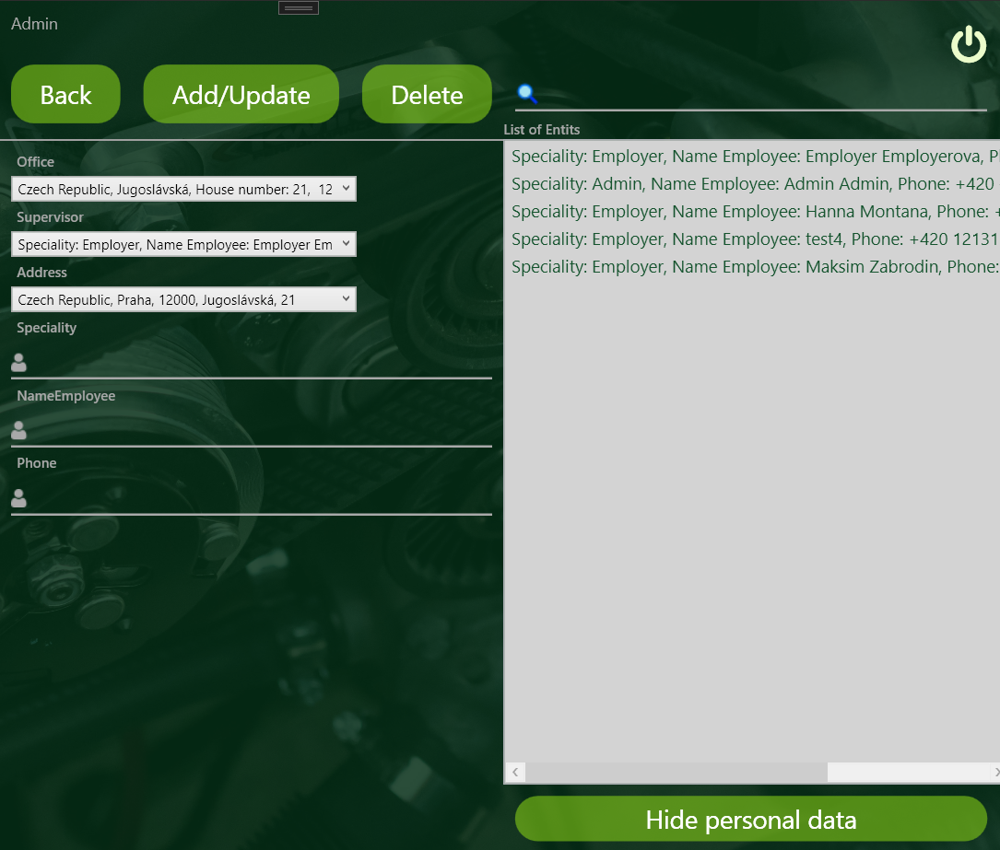 Admin
Back
Add/Update
Delete
List of Entits
Office
Czech Republic, Jugoslávská, House number: 21,  12
Supervisor
Speciality: Employer, Name Employee: Employer Em
Address
Czech Republic, Praha, 12000, Jugoslávská, 21
Speciality
NameEmployee
Phone
Speciality: Employer, Name Employee: Employer Employerova, P
Speciality: Admin, Name Employee: Admin Admin, Phone: +420
Speciality: Employer, Name Employee: Hanna Montana, Phone: +
Speciality: Employer, Name Employee: test4, Phone: +420 12131
Speciality: Employer, Name Employee: Maksim Zabrodin, Phone:
Hide personal data